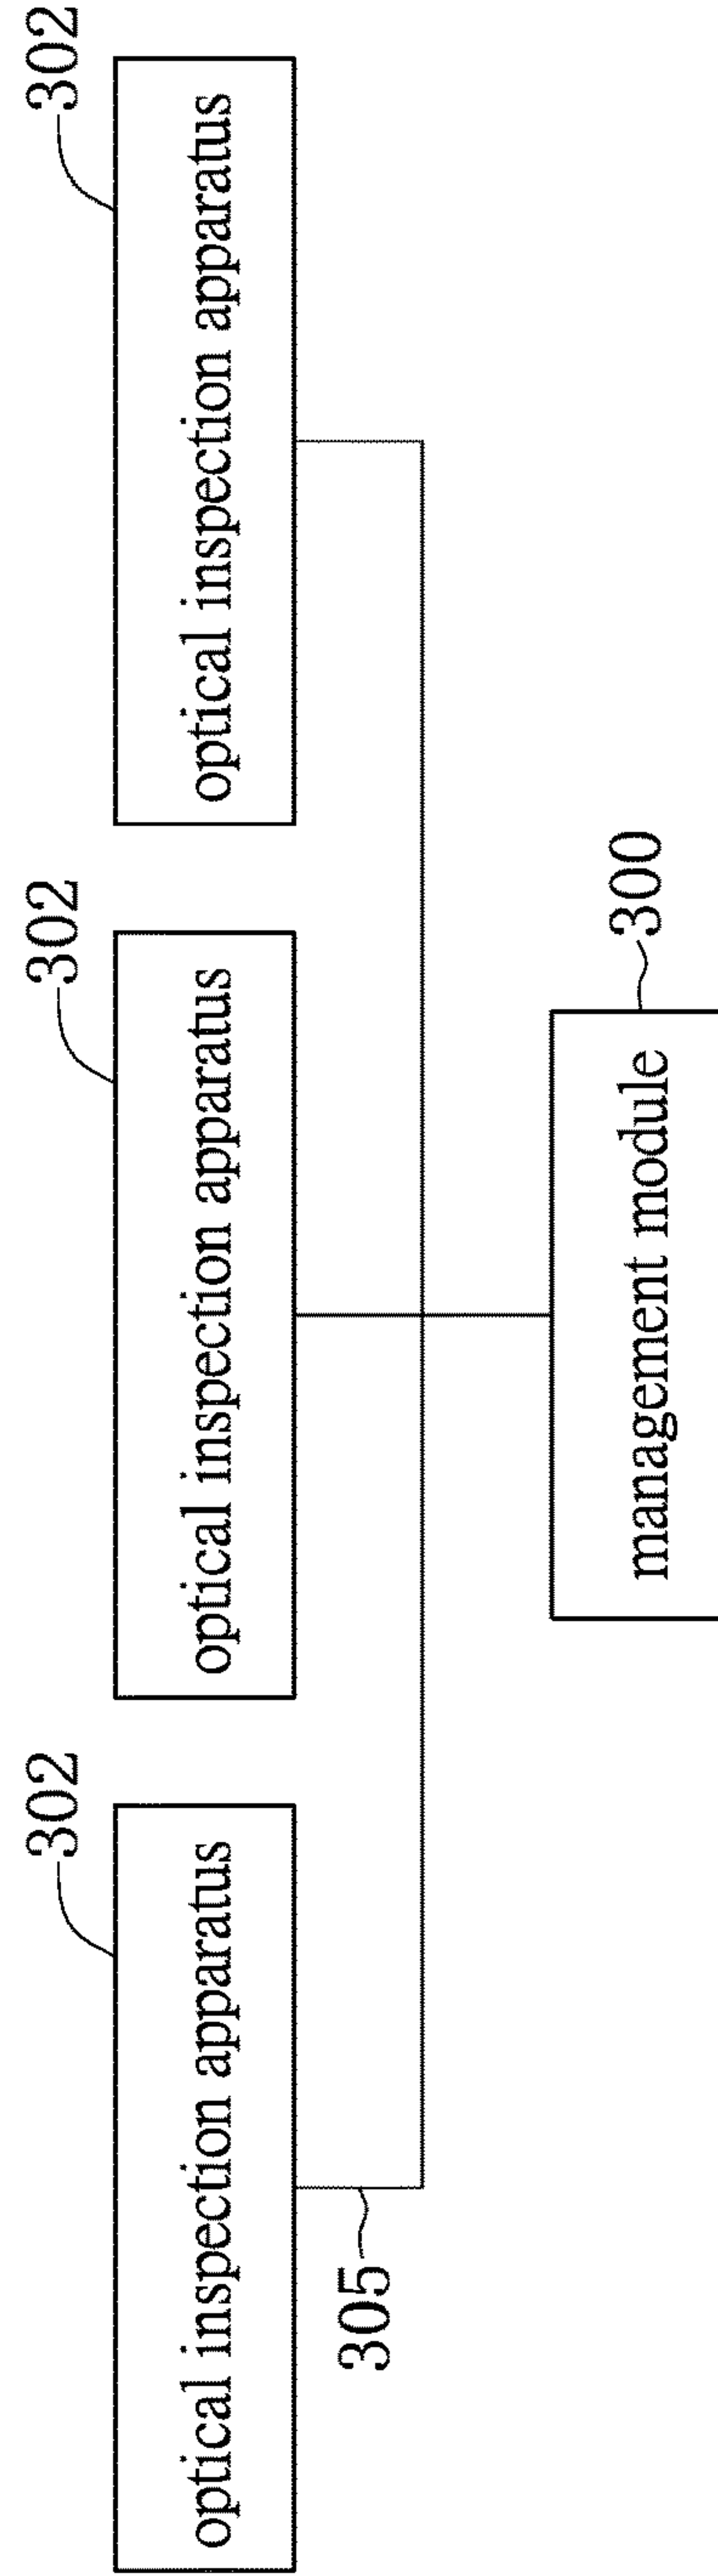 302
302
302
optical inspection apparatus
optical inspection apparatus
optical inspection apparatus
305
300
management module